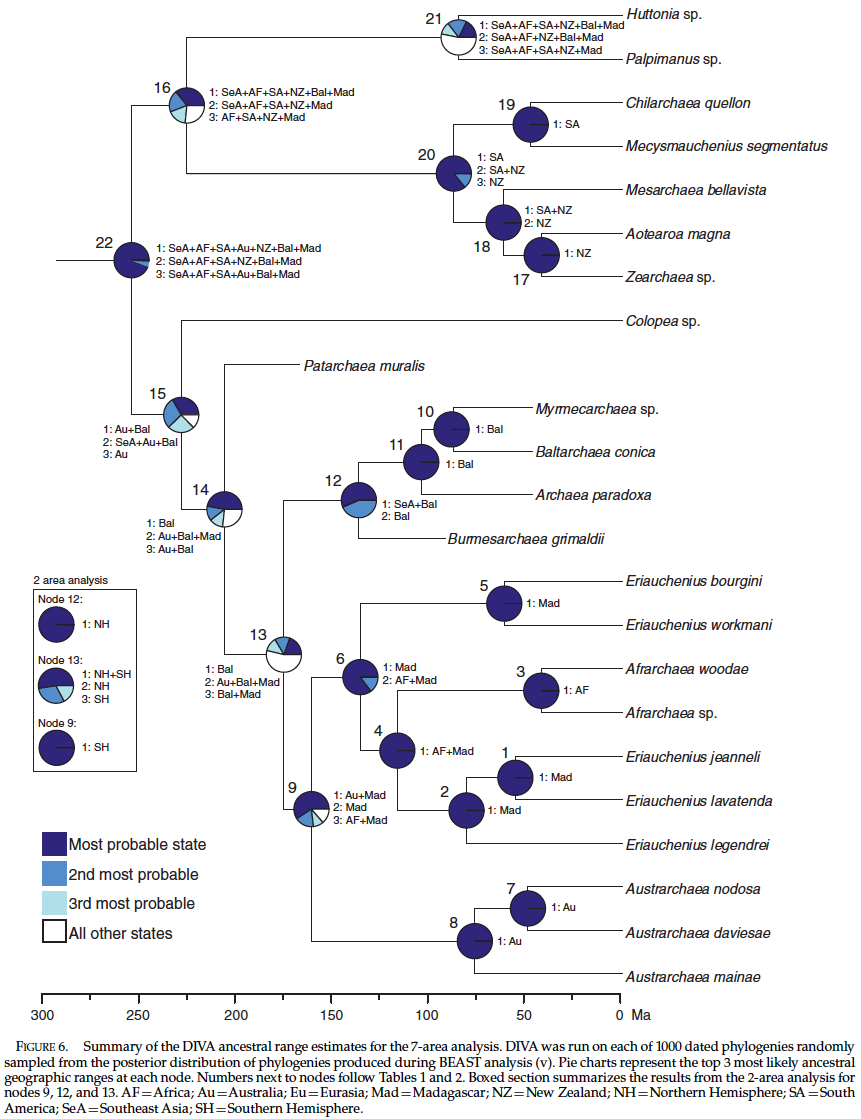 Huttonia sp.
21
1: SeA+AF+SA+NZ+Bal+Mad
2: SeA+AF+NZ+Bal+Mad
3: SeA+AF+SA+NZ+Mad
Palpimanus sp.
16
1: SeA+AF+SA+NZ+Bal+Mad
2: SeA+AF+SA+NZ+Mad
3: AF+SA+NZ+Mad
Chilarchaea quellon
19
1: SA
Mecysmauchenius segmentatus
20
1: SA
2: SA+NZ
3: NZ
Mesarchaea bellavista
1: SA+NZ
2: NZ
18
Aotearoa magna
1: NZ
17
Zearchaea sp.
22
1: SeA+AF+SA+Au+NZ+Bal+Mad
2: SeA+AF+SA+NZ+Bal+Mad
3: SeA+AF+SA+Au+Bal+Mad
Colopea sp.
Patarchaea muralis
15
1: Au+Bal
2: SeA+Au+Bal
3: Au
Myrmecarchaea sp.
10
1: Bal
Baltarchaea conica
11
1: Bal
Archaea paradoxa
12
1: SeA+Bal
2: Bal
Burmesarchaea grimaldii
14
1: Bal
2: Au+Bal+Mad
3: Au+Bal
2 area analysis
Node 12:
1: NH
Node 13:
1: NH+SH
2: NH
3: SH
Node 9:
1: SH
13
1: Bal
2: Au+Bal+Mad
3: Bal+Mad
Eriauchenius bourgini
5
1: Mad
Eriauchenius workmani
6
1: Mad
2: AF+Mad
Afrarchaea woodae
3
1: AF
Afrarchaea sp.
4
1: AF+Mad
Eriauchenius jeanneli
1
1: Mad
Eriauchenius lavatenda
2
1: Mad
Eriauchenius legendrei
9
1: Au+Mad
2: Mad
3: AF+Mad
Austrarchaea nodosa
7
1: Au
Austrarchaea daviesae
8
1: Au
Austrarchaea mainae
Most probable state
2nd most probable
3rd most probable
All other states
300 250 200 150 100 50 0 Ma
FIGURE 6. Summary of the DIVA ancestral range estimates for the 7-area analysis. DIVA was run on each of 1000 dated phylogenies randomly
sampled from the posterior distribution of phylogenies produced during BEAST analysis (v). Pie charts represent the top 3 most likely ancestral
geographic ranges at each node. Numbers next to nodes follow Tables 1 and 2. Boxed section summarizes the results from the 2-area analysis for
nodes 9, 12, and 13. AF=Africa; Au=Australia; Eu=Eurasia; Mad=Madagascar; NZ=New Zealand; NH=Northern Hemisphere; SA=South
America; SeA=Southeast Asia; SH=Southern Hemisphere.